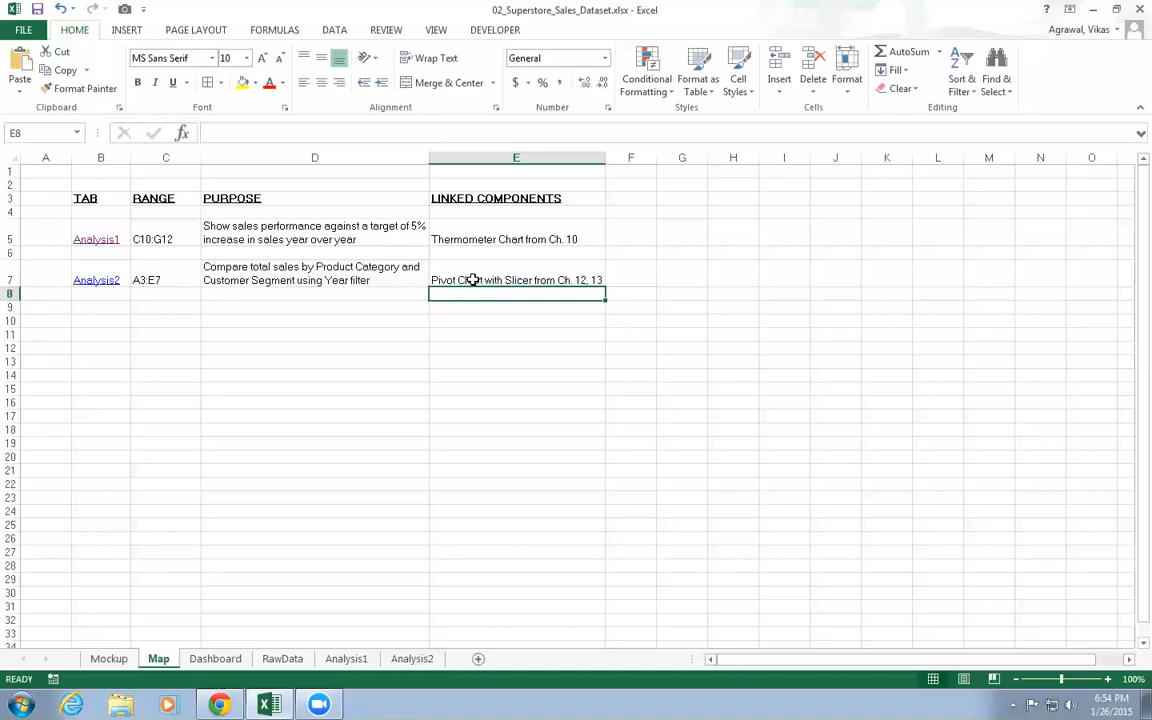 02_Superstore_Sales_Dataset.xlsx - Excel
FILE HOME INSERT PAGE LAYOUT FORMULAS DATA REVIEW VIEW DEVELOPER Agrawal, Vikas
Paste
Cut
Copy
Format Painter
Clipboard
MS Sans Serif 10
B I U
Font
Wrap Text
Merge & Center
Alignment
General
$ % ,
Number
Conditional Formatting
Format as Table
Cell Styles
Styles
Insert
Delete
Format
Cells
AutoSum
Fill
Clear
Sort & Filter
Find & Select
Editing
E8 fx
A B C D E F G H I J K L M N O
1
2
3 TAB RANGE PURPOSE LINKED COMPONENTS
4
Show sales performance against a target of 5%
5 Analysis1 C10:G12 increase in sales year over year Thermometer Chart from Ch. 10
6
Compare total sales by Product Category and
7 Analysis2 A3:E7 Customer Segment using Year filter Pivot Chart with Slicer from Ch. 12, 13
8
9
10
11
12
13
14
15
16
17
18
19
20
21
22
23
24
25
26
27
28
29
30
31
32
33
34
Mockup Map Dashboard RawData Analysis1 Analysis2
READY 100%
6:54 PM
1/26/2015